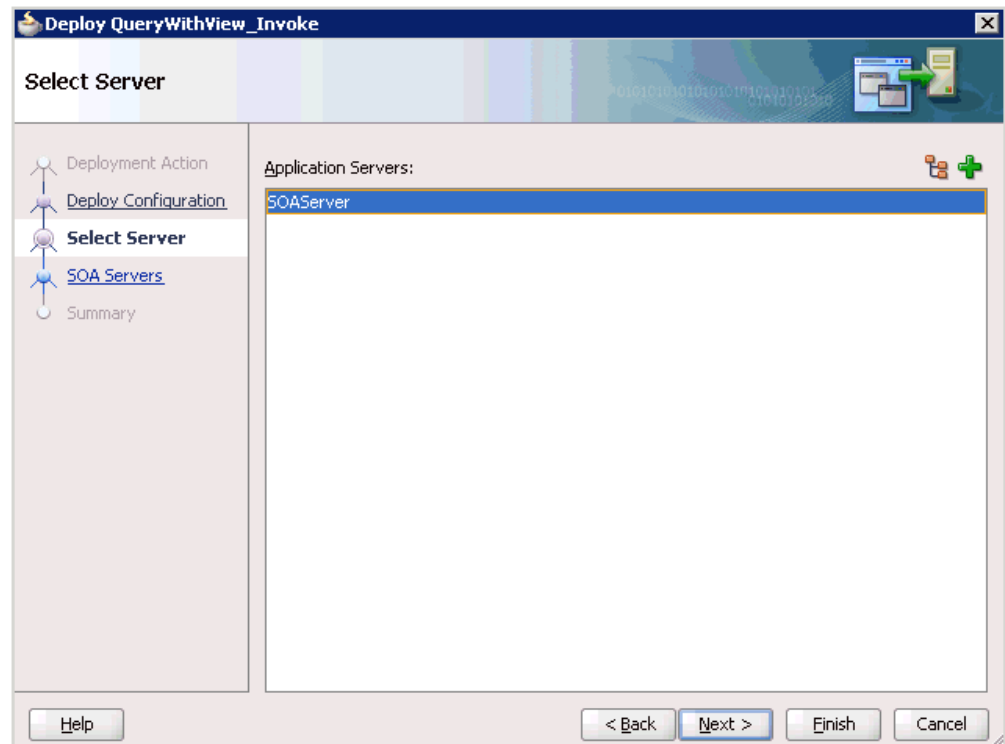 Deploy QueryWithView_Invoke
Select Server
Deployment Action
Deploy Configuration
Select Server
SOA Servers
Summary
Application Servers:
SOAServer
Help
< Back
Next >
Finish
Cancel